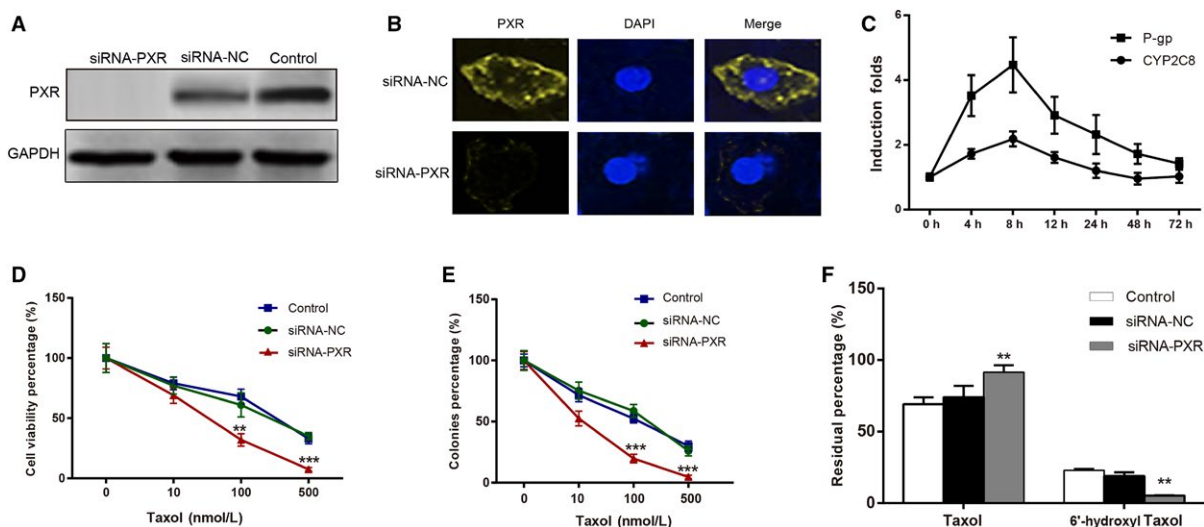 A
siRNA-PXR siRNA-NC Control
PXR
GAPDH
B
PXR DAPI Merge
siRNA-NC
siRNA-PXR
C
Induction folds
6
4
2
0
P-gp
CYP2C8
0 h 4 h 8 h 12 h 24 h 48 h 72 h
D
Cell viability percentage (%)
150
100
50
0
Control
siRNA-NC
siRNA-PXR
**
***
0 10 100 500
Taxol (nmol/L)
E
Colonies percentage (%)
150
100
50
0
Control
siRNA-NC
siRNA-PXR
***
***
0 10 100 500
Taxol (nmol/L)
F
Residual percentage (%)
150
100
50
0
Control
siRNA-NC
siRNA-PXR
**
**
Taxol 6'-hydroxyl Taxol